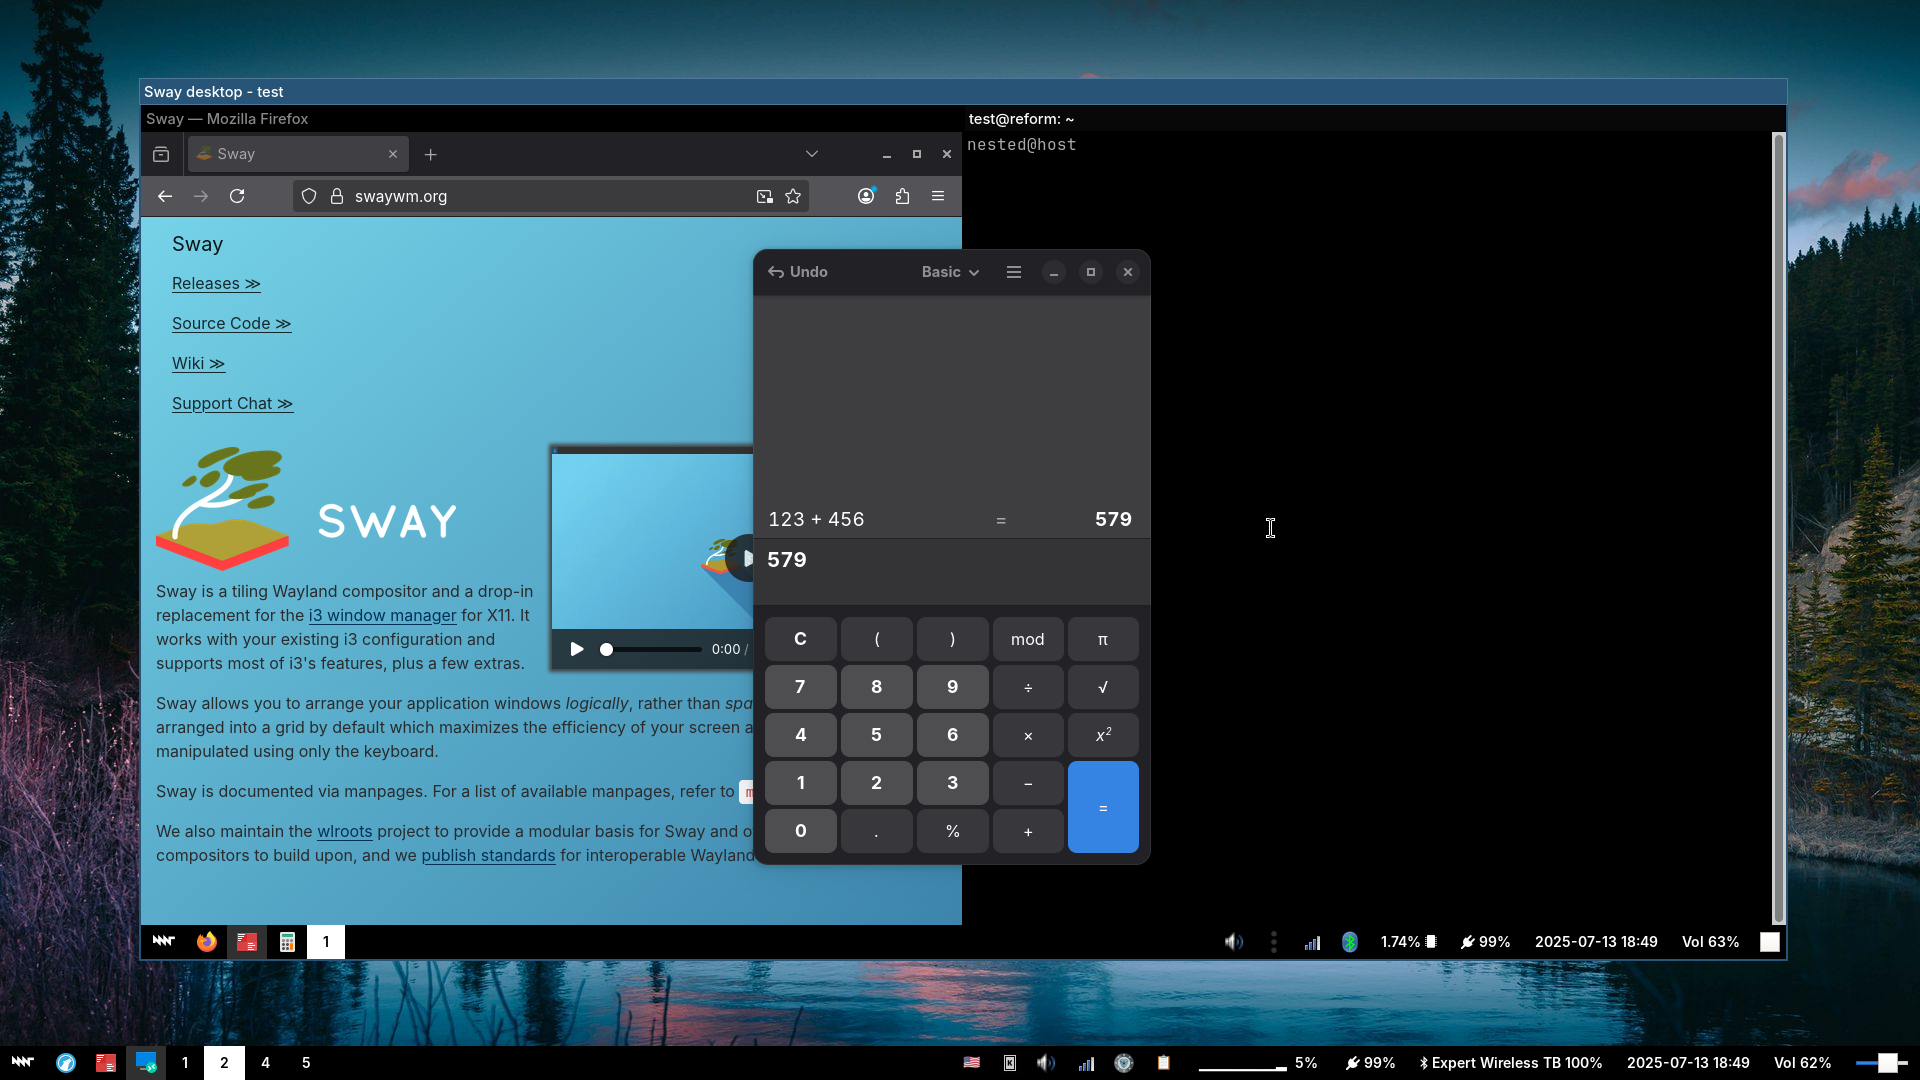 Sway desktop - test
Sway — Mozilla Firefox
Sway
swaywm.org
Sway
Releases ≫
Source Code ≫
Wiki ≫
Support Chat ≫
SWAY
0:00 /
Sway is a tiling Wayland compositor and a drop-in
replacement for the i3 window manager for X11. It
works with your existing i3 configuration and
supports most of i3's features, plus a few extras.
Sway allows you to arrange your application windows logically, rather than spa
arranged into a grid by default which maximizes the efficiency of your screen a
manipulated using only the keyboard.
Sway is documented via manpages. For a list of available manpages, refer to
We also maintain the wlroots project to provide a modular basis for Sway and o
compositors to build upon, and we publish standards for interoperable Wayland
test@reform: ~
nested@host
Undo Basic
123 + 456 = 579
579
C ( ) mod π
7 8 9 ÷ √
4 5 6 × x²
1 2 3 −
=
0 . % +
1 1.74% 99% 2025-07-13 18:49 Vol 63%
1 2 4 5 5% 99% Expert Wireless TB 100% 2025-07-13 18:49 Vol 62%